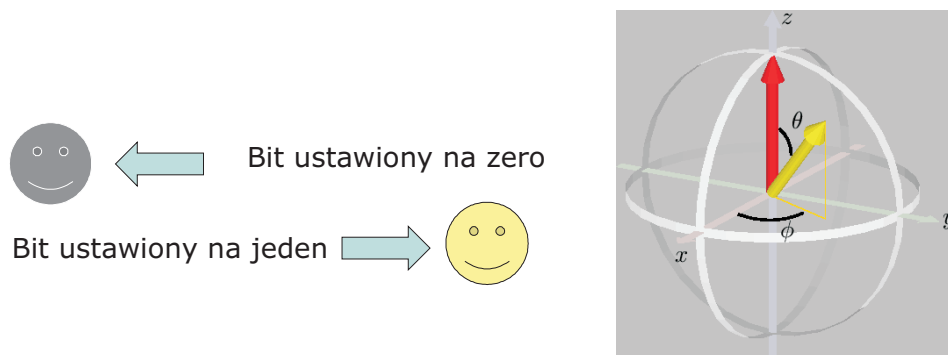 Bit ustawiony na zero
Bit ustawiony na jeden
z
θ
y
ϕ
x